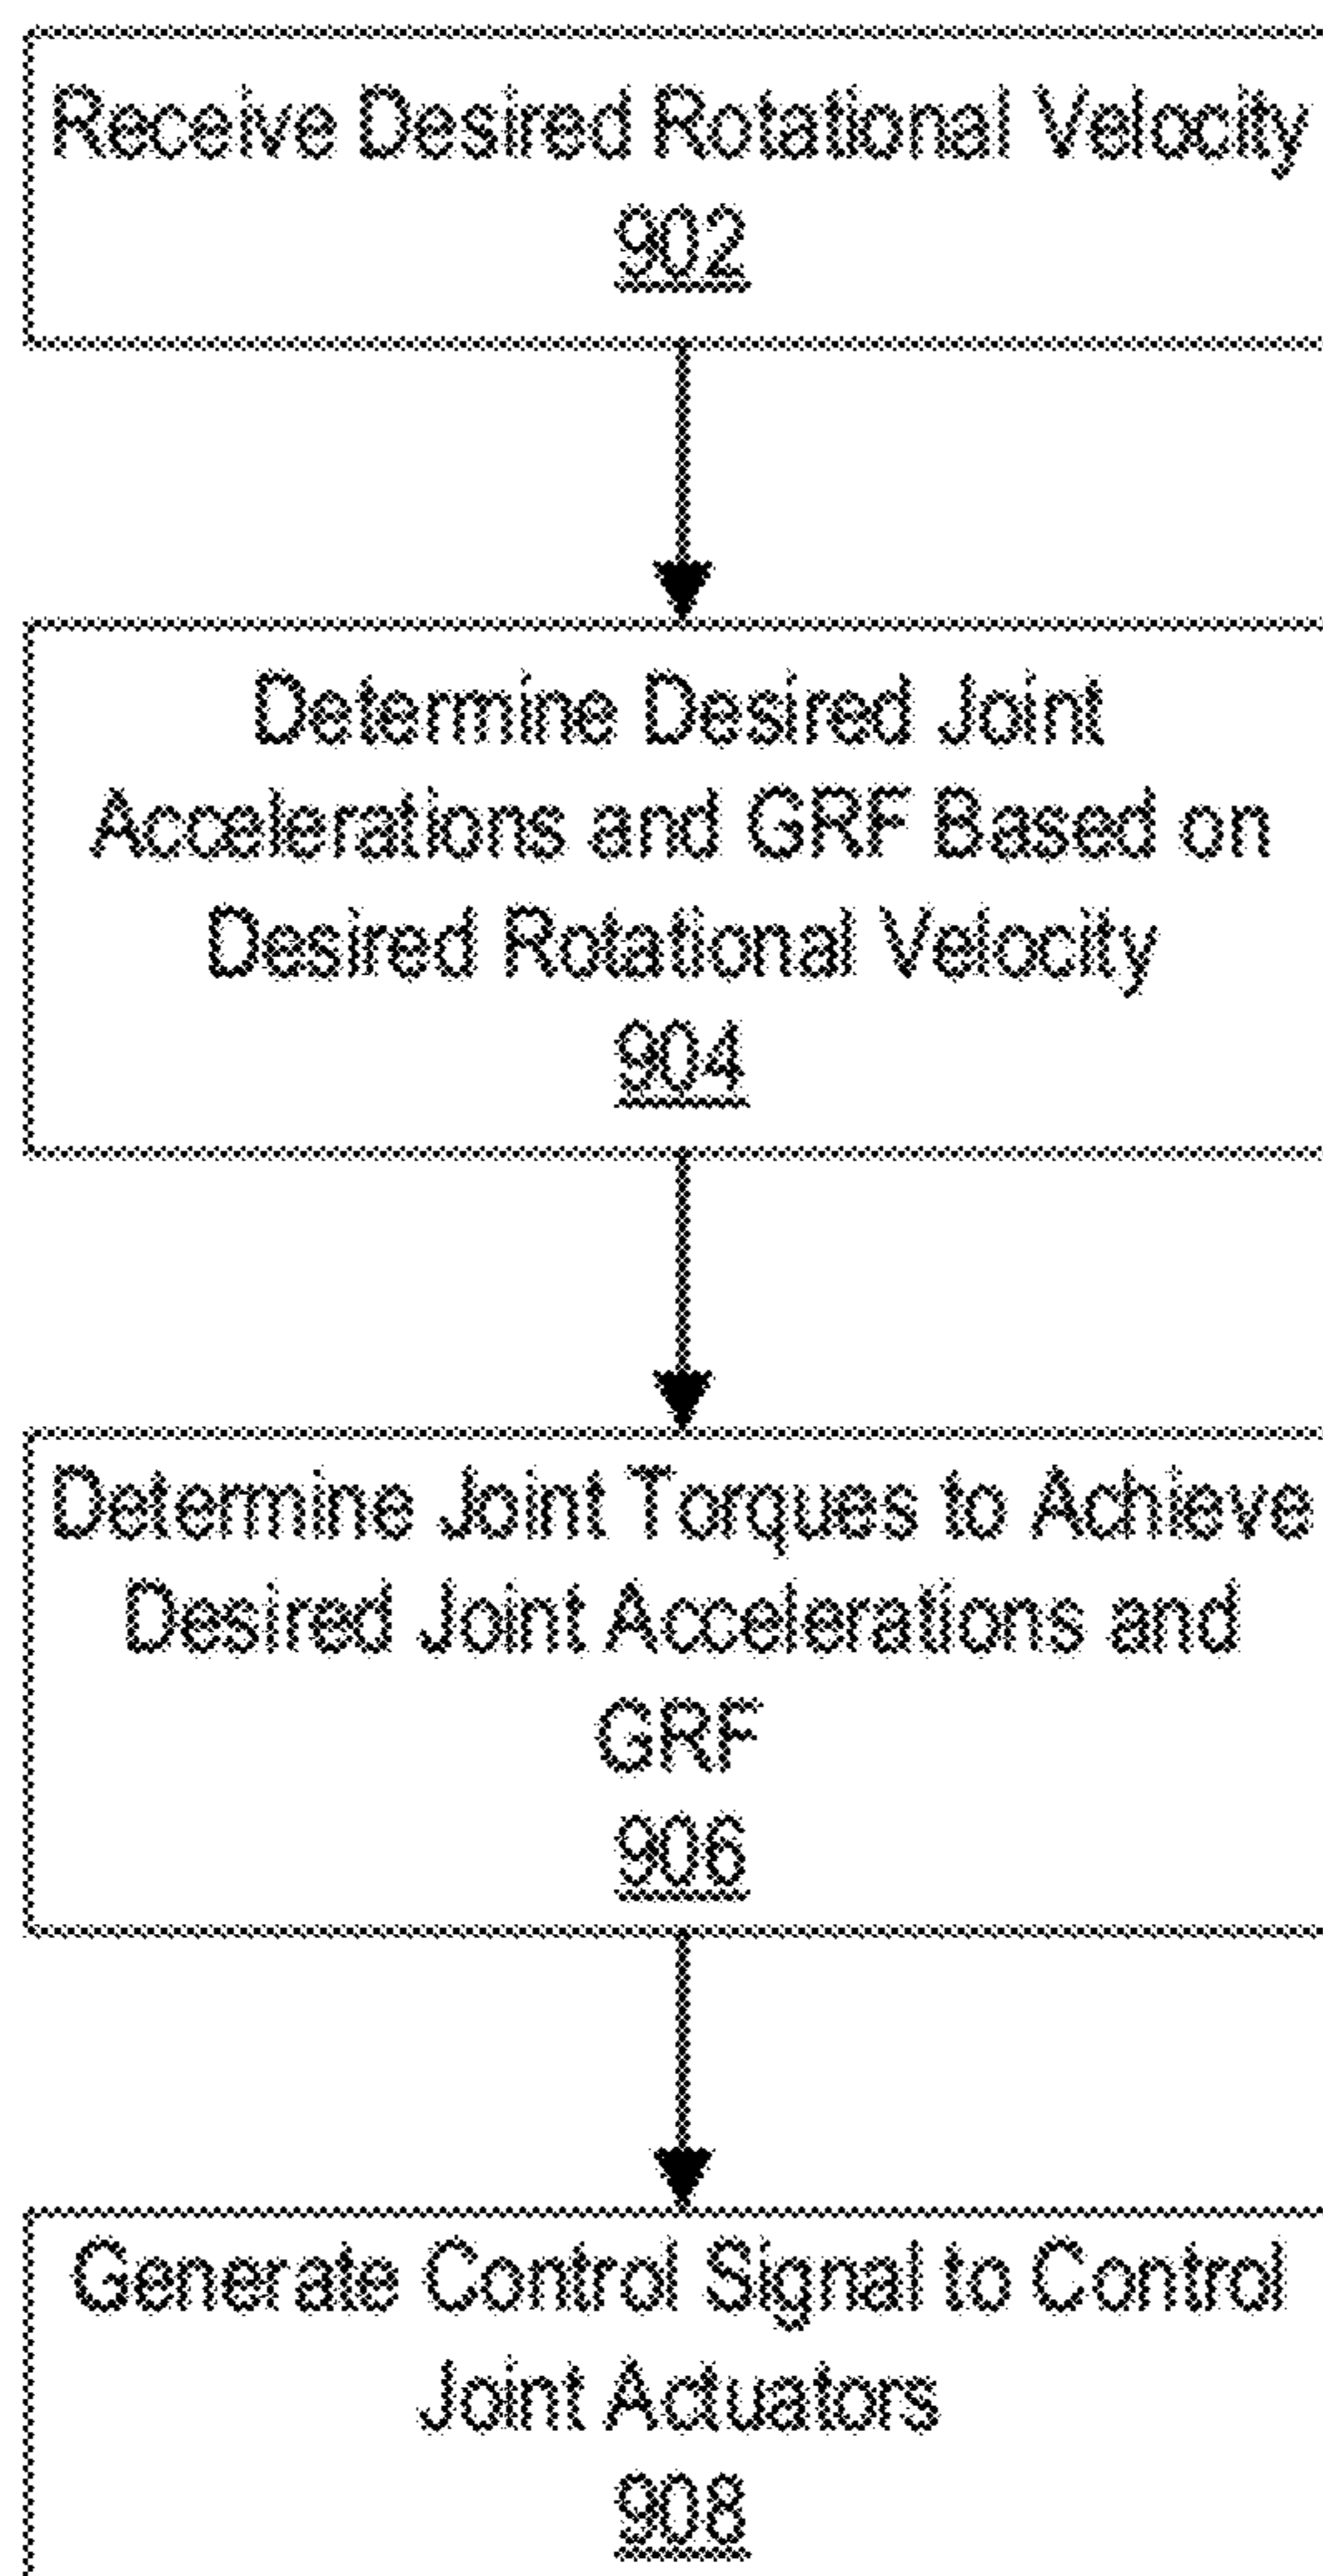 Receive Desired Rotational Velocity
902
Determine Desired Joint
Accelerations and GRF Based on
Desired Rotational Velocity
904
Determine Joint Torques to Achieve
Desired Joint Accelerations and
GRF
906
Generate Control Signal to Control
Joint Actuators
908